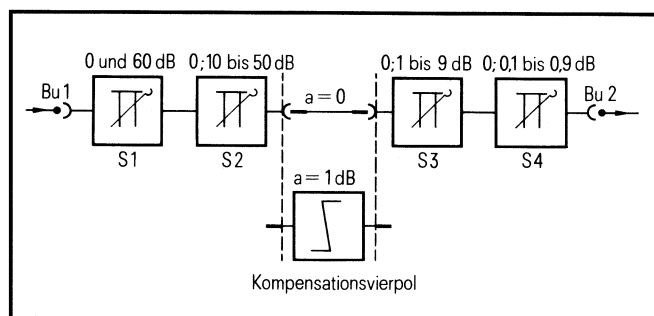 0 und 60 dB 0;10 bis 50 dB a = 0 0;1 bis 9 dB 0;0,1 bis 0,9 dB
Bu 1 Bu 2
S1 S2 S3 S4
a = 1 dB
Kompensationsvierpol